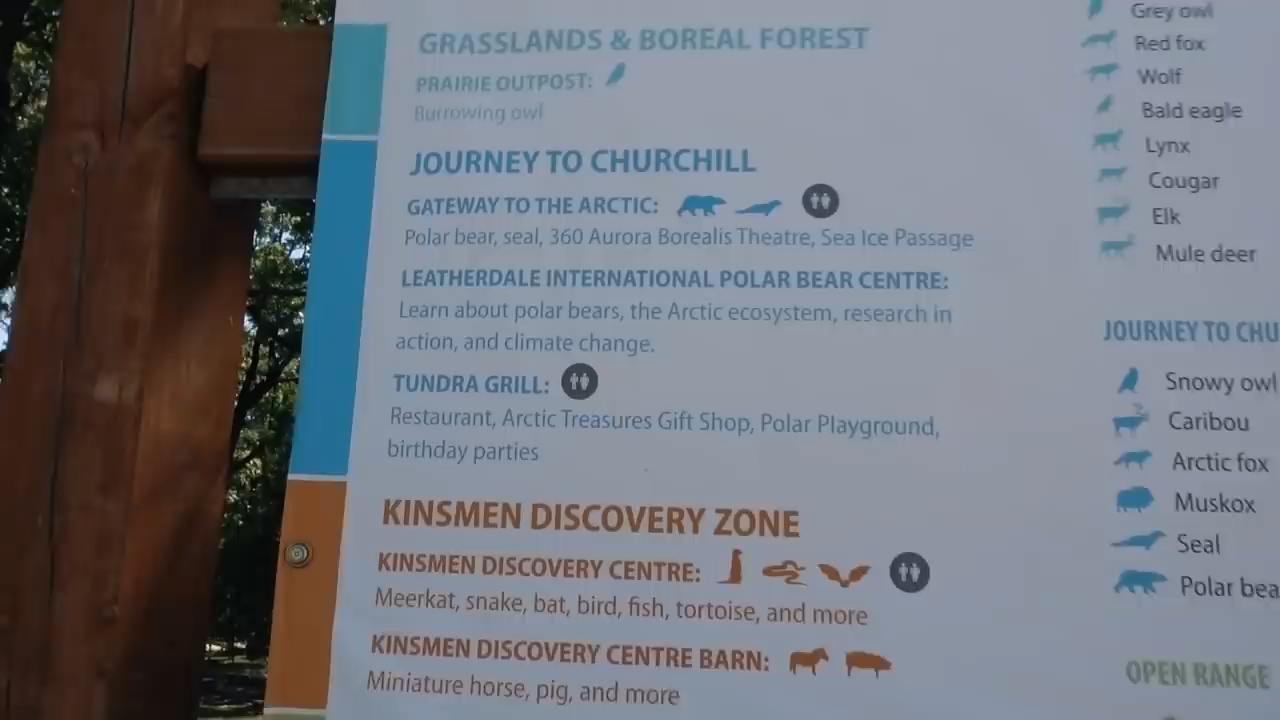 GRASSLANDS & BOREAL FOREST
PRAIRIE OUTPOST:
Burrowing owl
JOURNEY TO CHURCHILL
GATEWAY TO THE ARCTIC:
Polar bear, seal, 360 Aurora Borealis Theatre, Sea Ice Passage
LEATHERDALE INTERNATIONAL POLAR BEAR CENTRE:
Learn about polar bears, the Arctic ecosystem, research in
action, and climate change.
TUNDRA GRILL:
Restaurant, Arctic Treasures Gift Shop, Polar Playground,
birthday parties
KINSMEN DISCOVERY ZONE
KINSMEN DISCOVERY CENTRE:
Meerkat, snake, bat, bird, fish, tortoise, and more
KINSMEN DISCOVERY CENTRE BARN:
Miniature horse, pig, and more
Grey owl
Red fox
Wolf
Bald eagle
Lynx
Cougar
Elk
Mule deer
JOURNEY TO CHU
Snowy owl
Caribou
Arctic fox
Muskox
Seal
Polar bea
OPEN RANGE